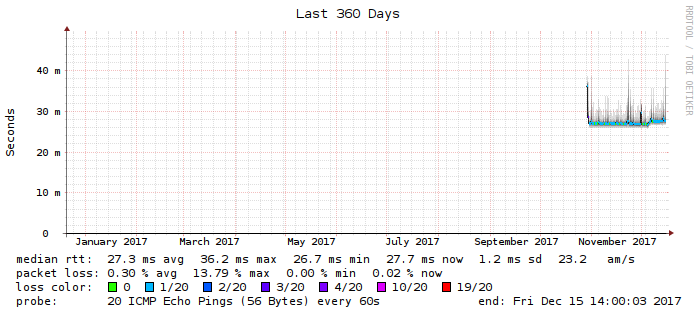 Last 360 Days
RRDTOOL / TOBI OETIKER
Seconds
40 m
30 m
20 m
10 m
0
January 2017 March 2017 May 2017 July 2017 September 2017 November 2017
median rtt: 27.3 ms avg 36.2 ms max 26.7 ms min 27.7 ms now 1.2 ms sd 23.2 am/s
packet loss: 0.30 % avg 13.79 % max 0.00 % min 0.02 % now
loss color: 0 1/20 2/20 3/20 4/20 10/20 19/20
probe: 20 ICMP Echo Pings (56 Bytes) every 60s end: Fri Dec 15 14:00:03 2017